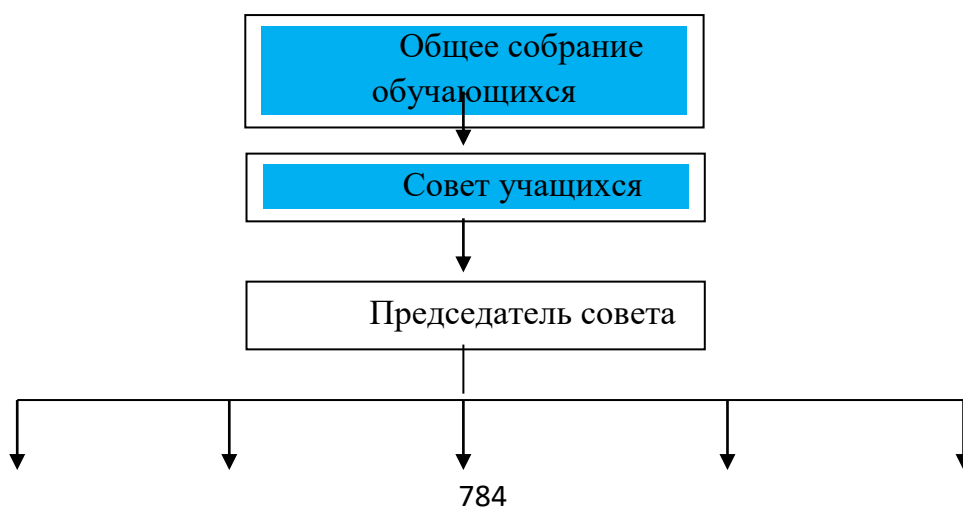 Общее собрание
обучающихся
Совет учащихся
Председатель совета
784